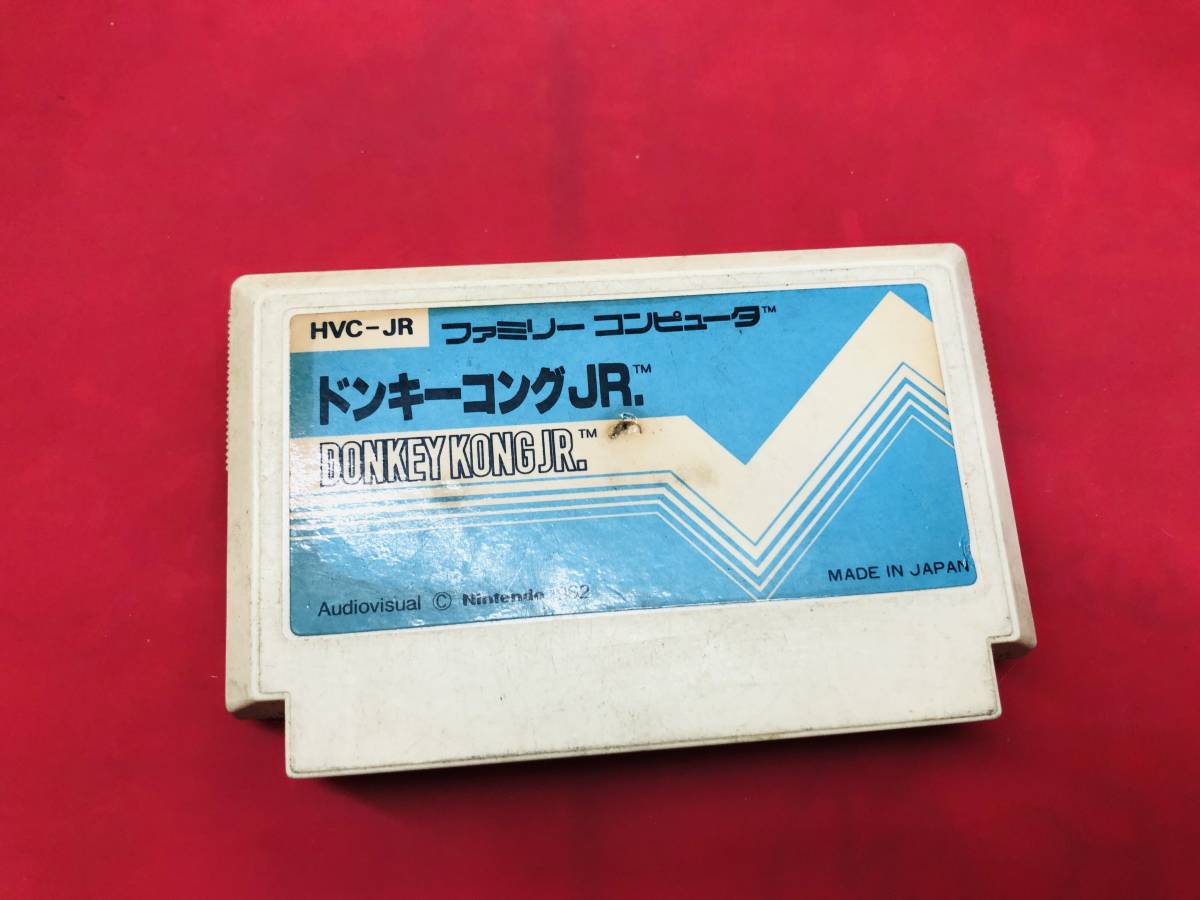 HVC-JR ファミリー コンピュータ™
ドンキーコングJR.™
DONKEY KONG JR.™
MADE IN JAPAN
Audiovisual © Nintendo 1982